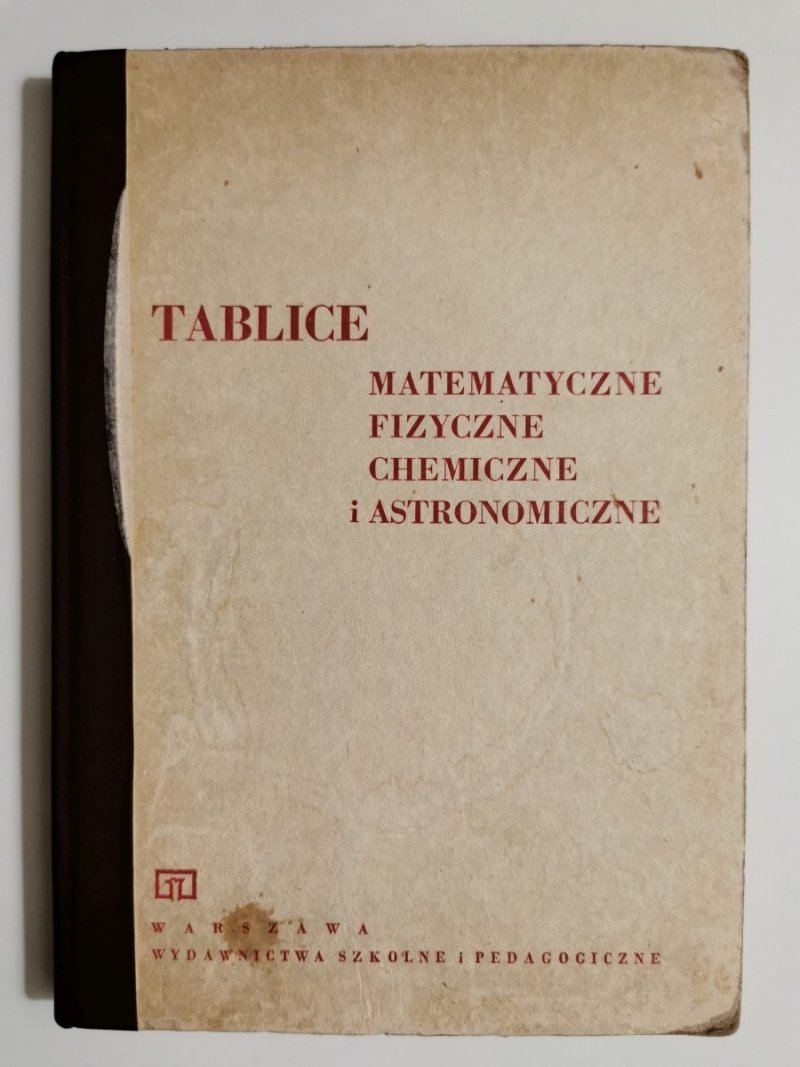 TABLICE
MATEMATYCZNE
FIZYCZNE
CHEMICZNE
i ASTRONOMICZNE
WARSZAWA
WYDAWNICTWA SZKOLNE i PEDAGOGICZNE